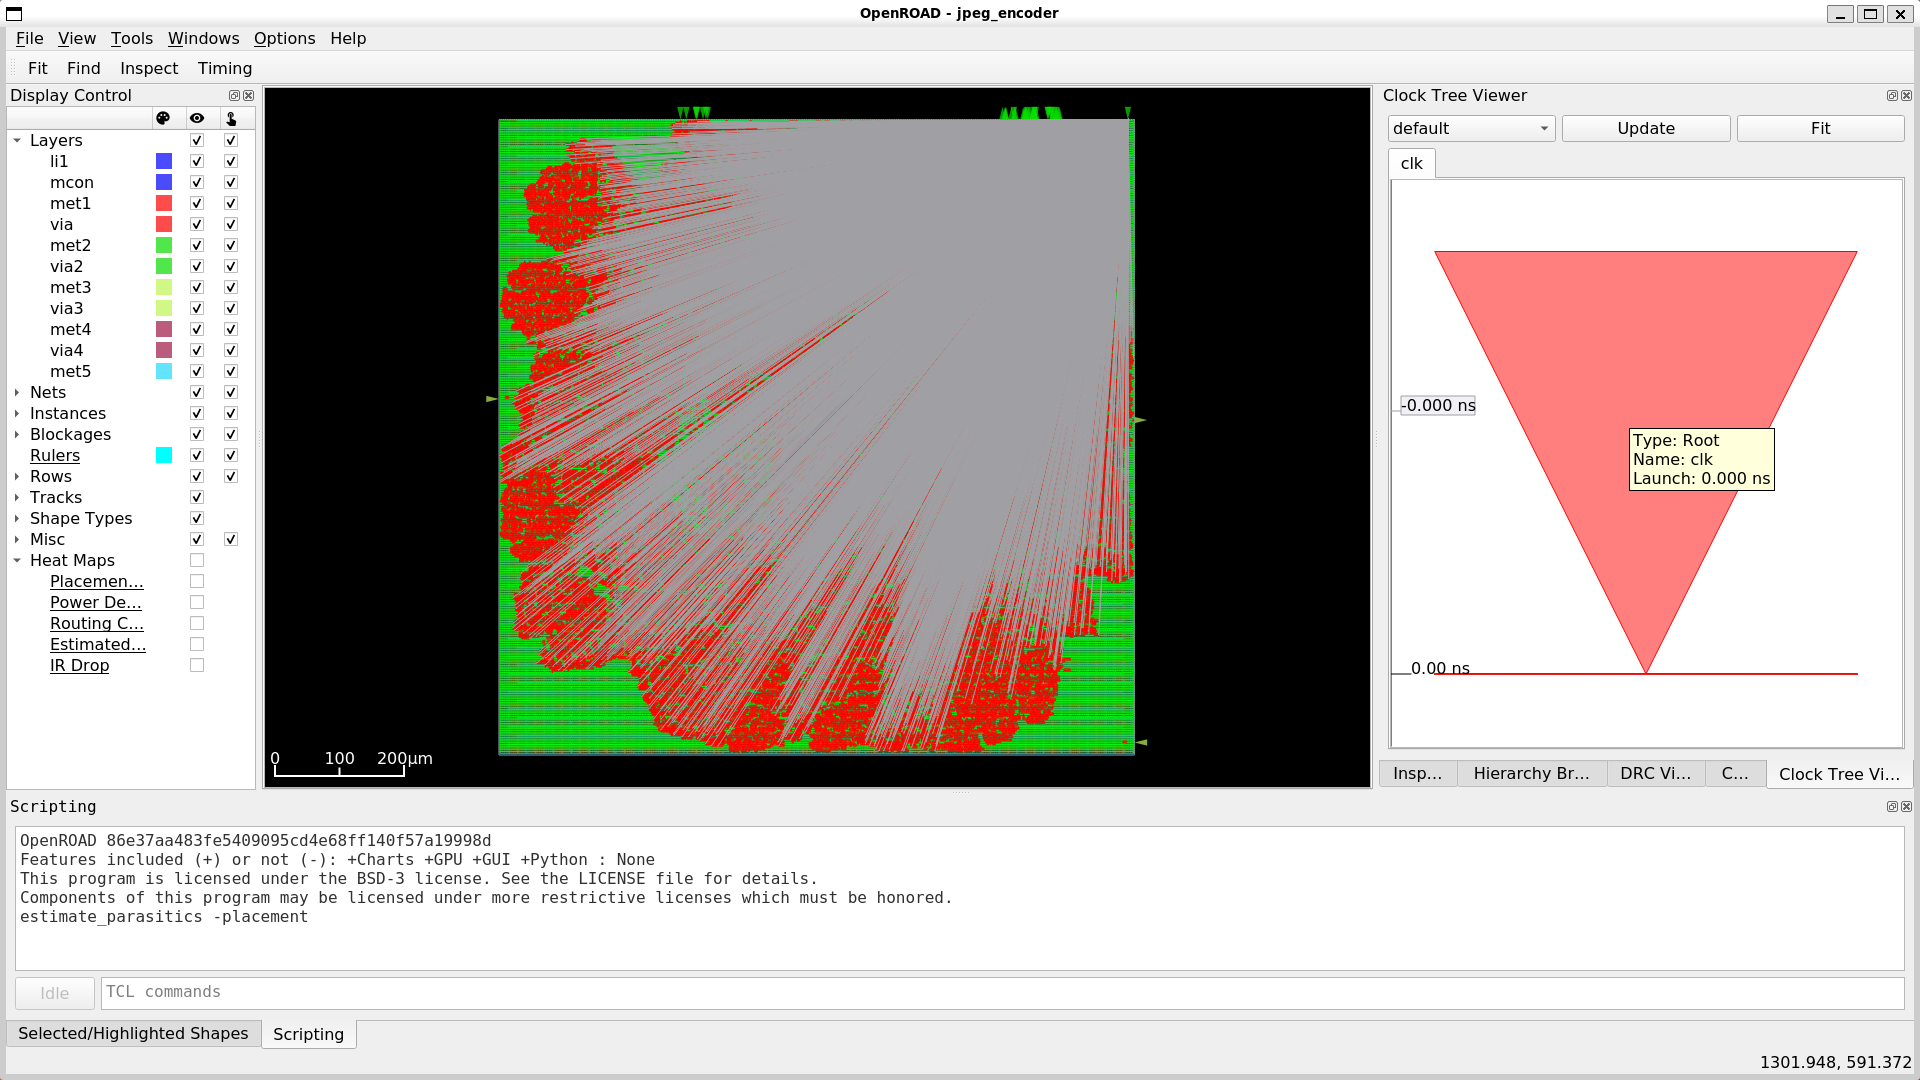 OpenROAD - jpeg_encoder
File View Tools Windows Options Help
Fit Find Inspect Timing
Display Control
Layers
li1
mcon
met1
via
met2
via2
met3
via3
met4
via4
met5
Nets
Instances
Blockages
Rulers
Rows
Tracks
Shape Types
Misc
Heat Maps
Placemen...
Power De...
Routing C...
Estimated...
IR Drop
0 100 200μm
Clock Tree Viewer
default Update Fit
clk
-0.000 ns
Type: Root
Name: clk
Launch: 0.000 ns
0.00 ns
Insp... Hierarchy Br... DRC Vi... C... Clock Tree Vi...
Scripting
OpenROAD 86e37aa483fe5409095cd4e68ff140f57a19998d
Features included (+) or not (-): +Charts +GPU +GUI +Python : None
This program is licensed under the BSD-3 license. See the LICENSE file for details.
Components of this program may be licensed under more restrictive licenses which must be honored.
estimate_parasitics -placement
Idle TCL commands
Selected/Highlighted Shapes Scripting
1301.948, 591.372